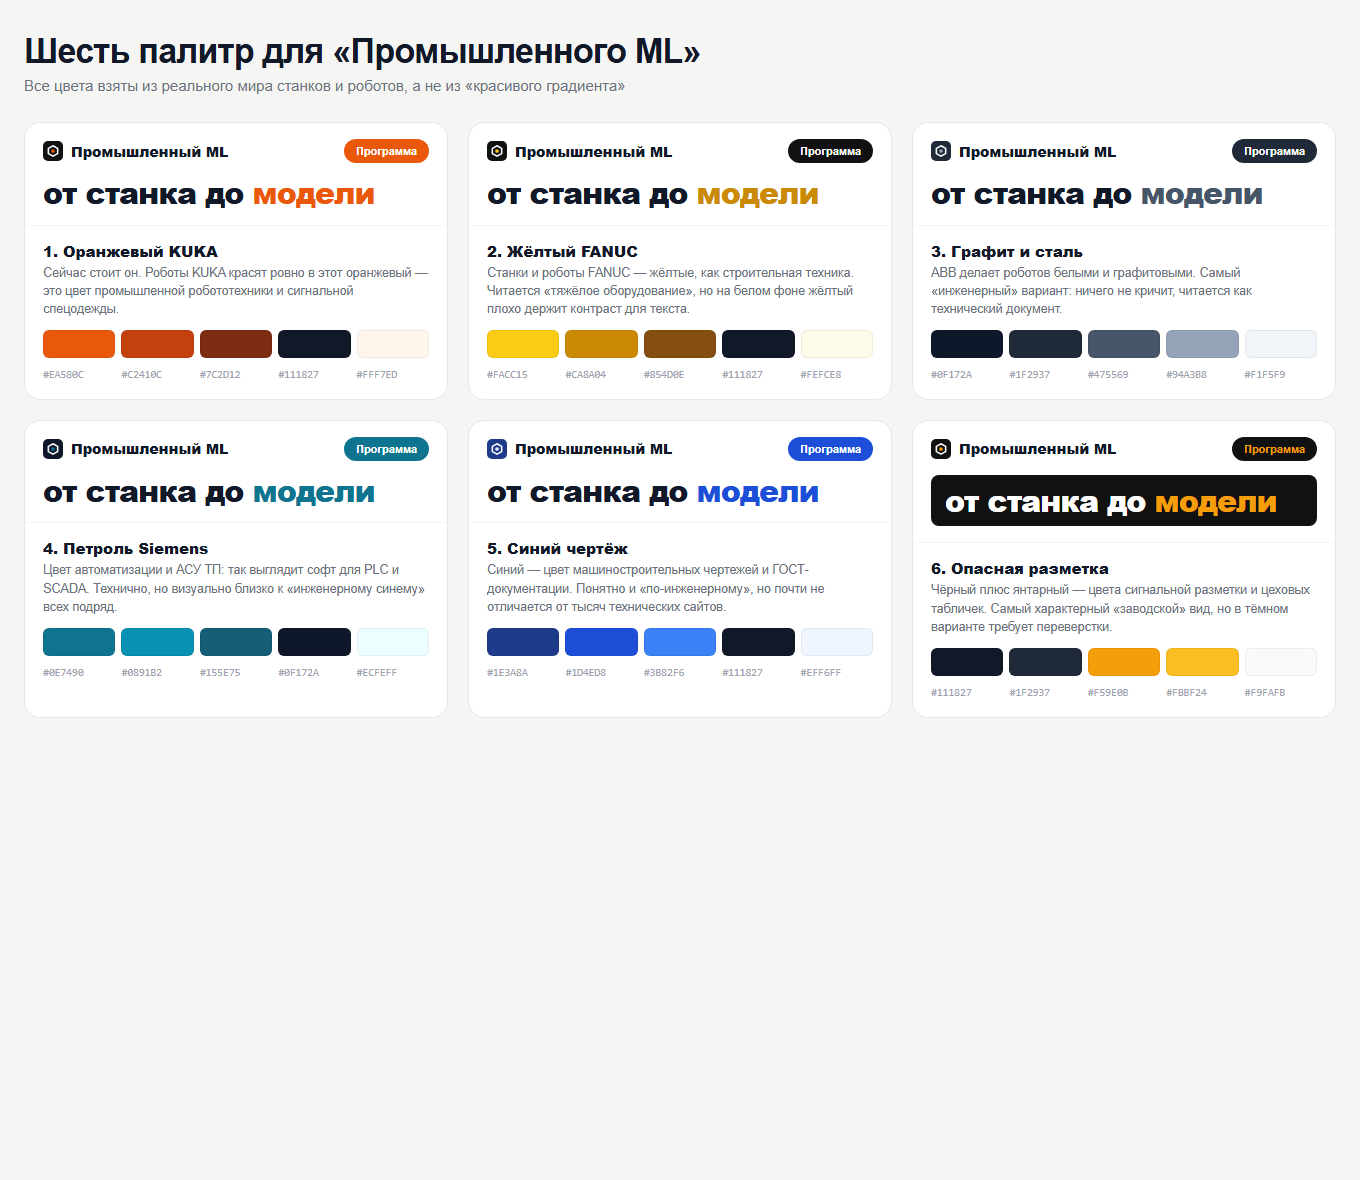 Шесть палитр для «Промышленного ML»
Все цвета взяты из реального мира станков и роботов, а не из «красивого градиента»
Промышленный ML
Программа
от станка до модели
1. Оранжевый KUKA
Сейчас стоит он. Роботы KUKA красят ровно в этот оранжевый —
это цвет промышленной робототехники и сигнальной
спецодежды.
#EA580C #C2410C #7C2D12 #111827 #FFF7ED
Промышленный ML
Программа
от станка до модели
2. Жёлтый FANUC
Станки и роботы FANUC — жёлтые, как строительная техника.
Читается «тяжёлое оборудование», но на белом фоне жёлтый
плохо держит контраст для текста.
#FACC15 #CA8A04 #854D0E #111827 #FEFCE8
Промышленный ML
Программа
от станка до модели
3. Графит и сталь
ABB делает роботов белыми и графитовыми. Самый
«инженерный» вариант: ничего не кричит, читается как
технический документ.
#0F172A #1F2937 #475569 #94A3B8 #F1F5F9
Промышленный ML
Программа
от станка до модели
4. Петроль Siemens
Цвет автоматизации и АСУ ТП: так выглядит софт для PLC и
SCADA. Технично, но визуально близко к «инженерному синему»
всех подряд.
#0E7490 #0891B2 #155E75 #0F172A #ECFEFF
Промышленный ML
Программа
от станка до модели
5. Синий чертёж
Синий — цвет машиностроительных чертежей и ГОСТ-
документации. Понятно и «по-инженерному», но почти не
отличается от тысяч технических сайтов.
#1E3A8A #1D4ED8 #3B82F6 #111827 #EFF6FF
Промышленный ML
Программа
от станка до модели
6. Опасная разметка
Чёрный плюс янтарный — цвета сигнальной разметки и цеховых
табличек. Самый характерный «заводской» вид, но в тёмном
варианте требует переверстки.
#111827 #1F2937 #F59E0B #FBBF24 #F9FAFB